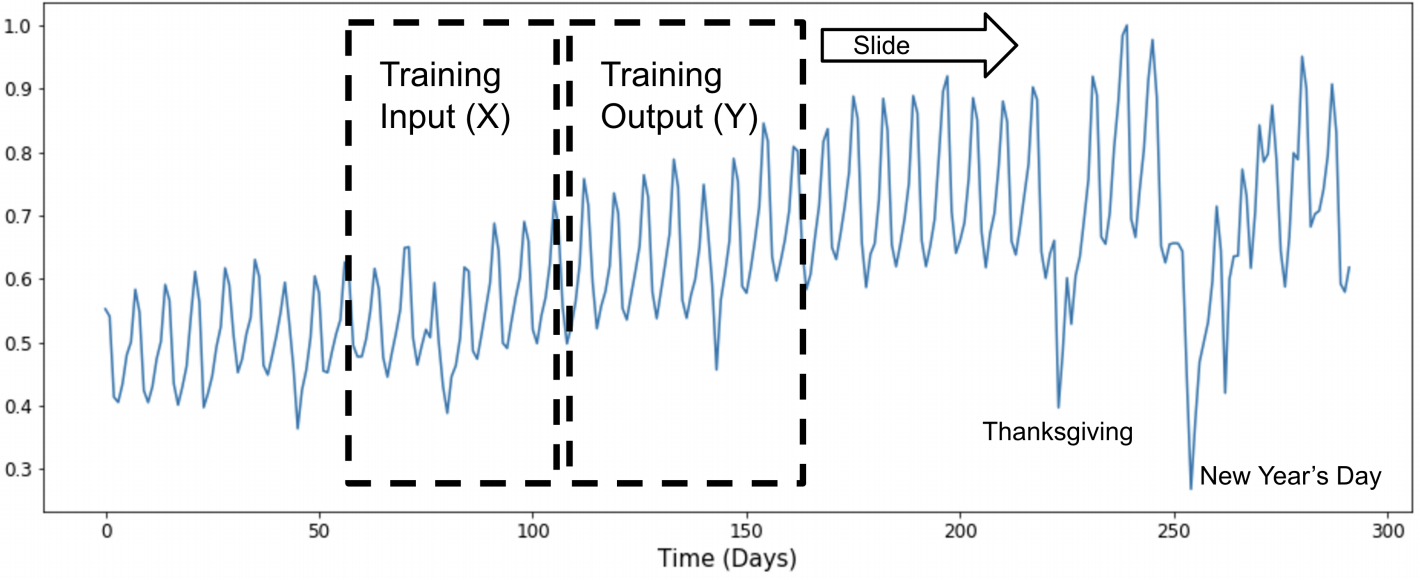 1.0
0.9
0.8
0.7
0.6
0.5
0.4
0.3
Training
Input (X)
Training
Output (Y)
Slide
Thanksgiving
New Year's Day
0
50
100
150
200
250
300
Time (Days)